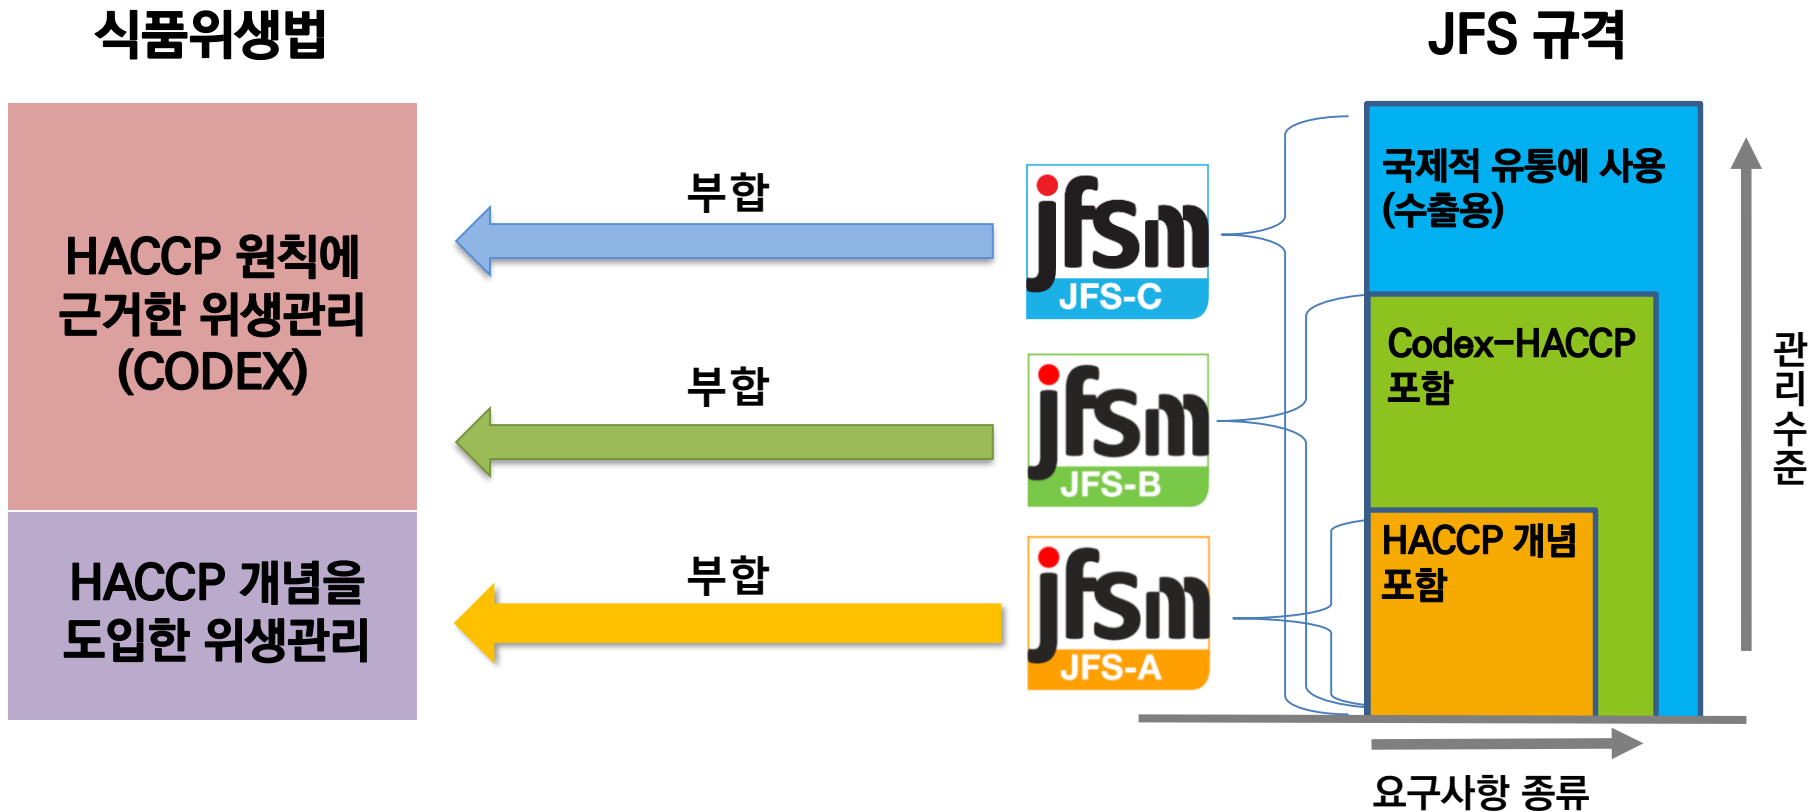 식품위생법
JFS 규격
HACCP 원칙에
근거한 위생관리
(CODEX)
HACCP 개념을
도입한 위생관리
부합
부합
부합
jfsm
JFS-C
jfsm
JFS-B
jfsm
JFS-A
국제적 유통에 사용
(수출용)
Codex-HACCP
포함
HACCP 개념
포함
관리수준
요구사항 종류